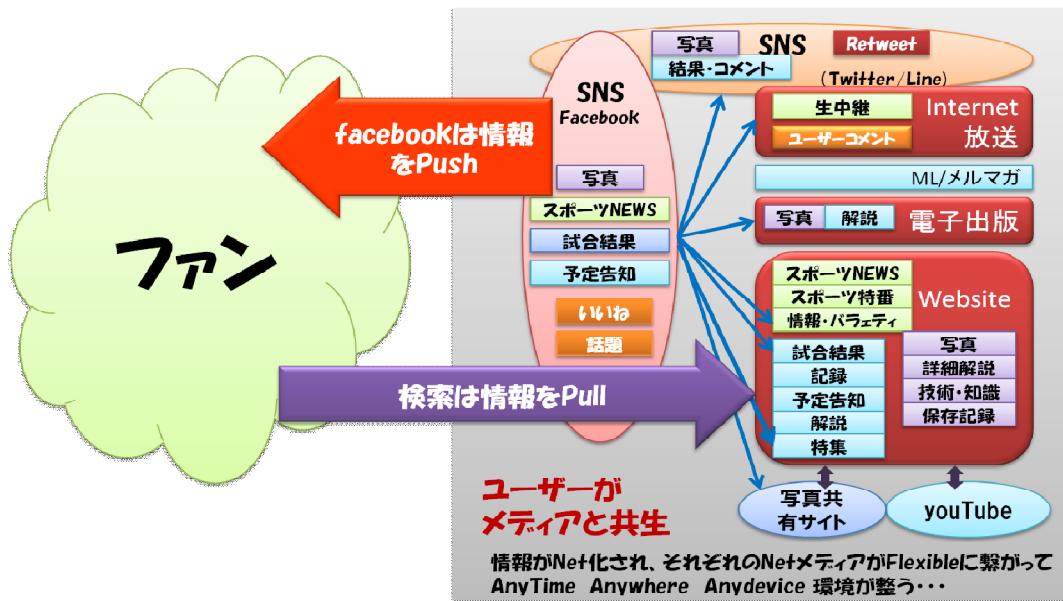 ファン
facebookは情報
をPush
検索は情報をPull
SNS
Facebook
写真
スポーツNEWS
試合結果
予定告知
いいね
話題
写真
結果・コメント
SNS
Retweet
(Twitter/Line)
生中継
ユーザーコメント
Internet
放送
ML/メルマガ
写真
解説
電子出版
スポーツNEWS
スポーツ特番
情報・バラェティ
Website
試合結果
記録
予定告知
解説
特集
写真
詳細解説
技術・知識
保存記録
写真共
有サイト
youTube
ユーザーが
メディアと共生
情報がNet化され、それぞれのNetメディアがFlexibleに繋がって
AnyTime Anywhere Anydevice 環境が整う・・・